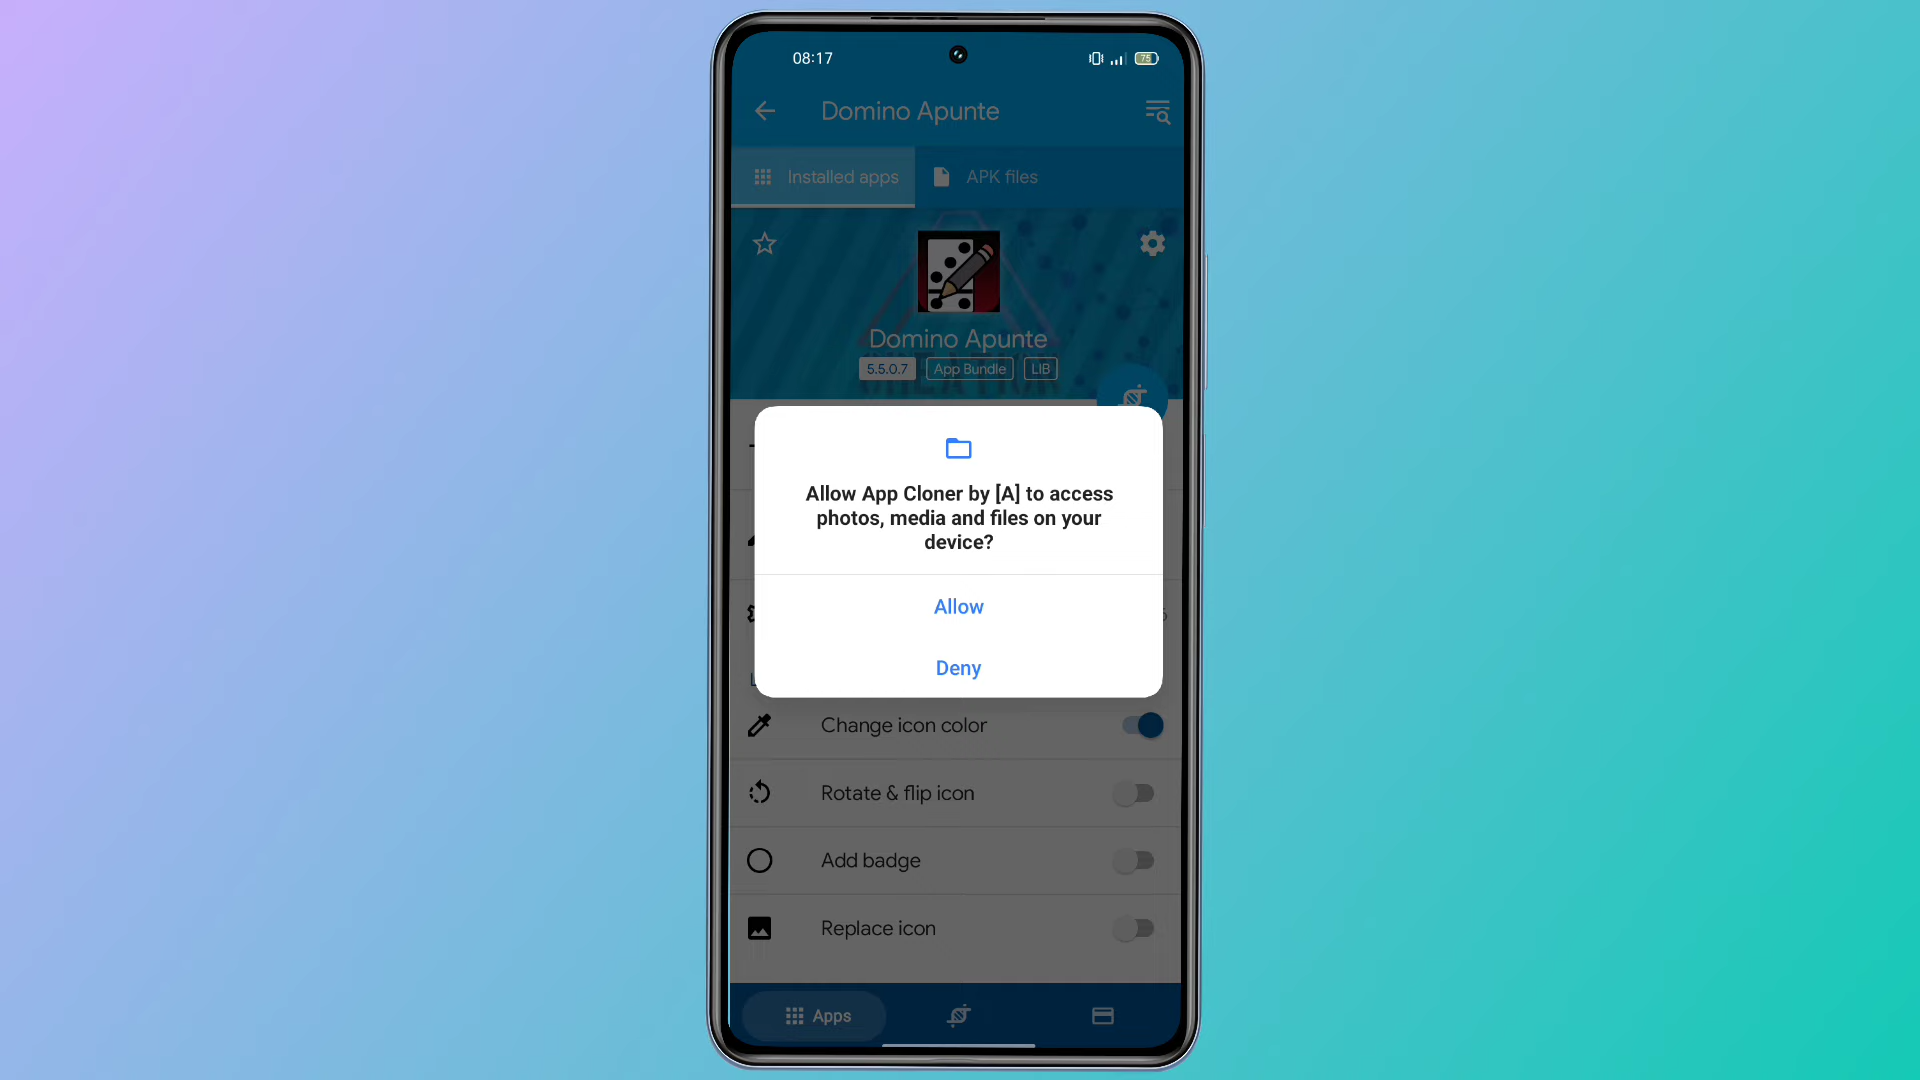 08:17
75
Domino Apunte
Installed apps
APK files
Domino Apunte
5.5.0.7
App Bundle
LIB
Allow App Cloner by [A] to access
photos, media and files on your
device?
Allow
Deny
Change icon color
Rotate & flip icon
Add badge
Replace icon
Apps